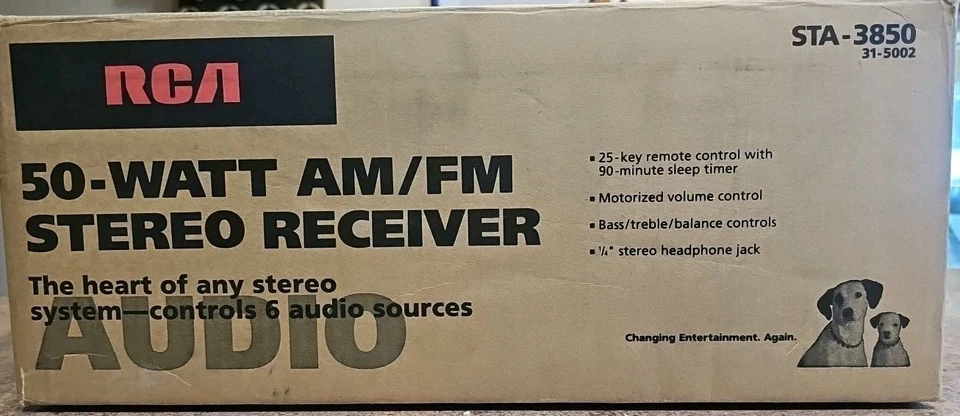 RCA
STA-3850
31-5002
50-WATT AM/FM
STEREO RECEIVER
The heart of any stereo
system—controls 6 audio sources
AUDIO
▪ 25-key remote control with
90-minute sleep timer
▪ Motorized volume control
▪ Bass/treble/balance controls
▪ ¼" stereo headphone jack
Changing Entertainment. Again.